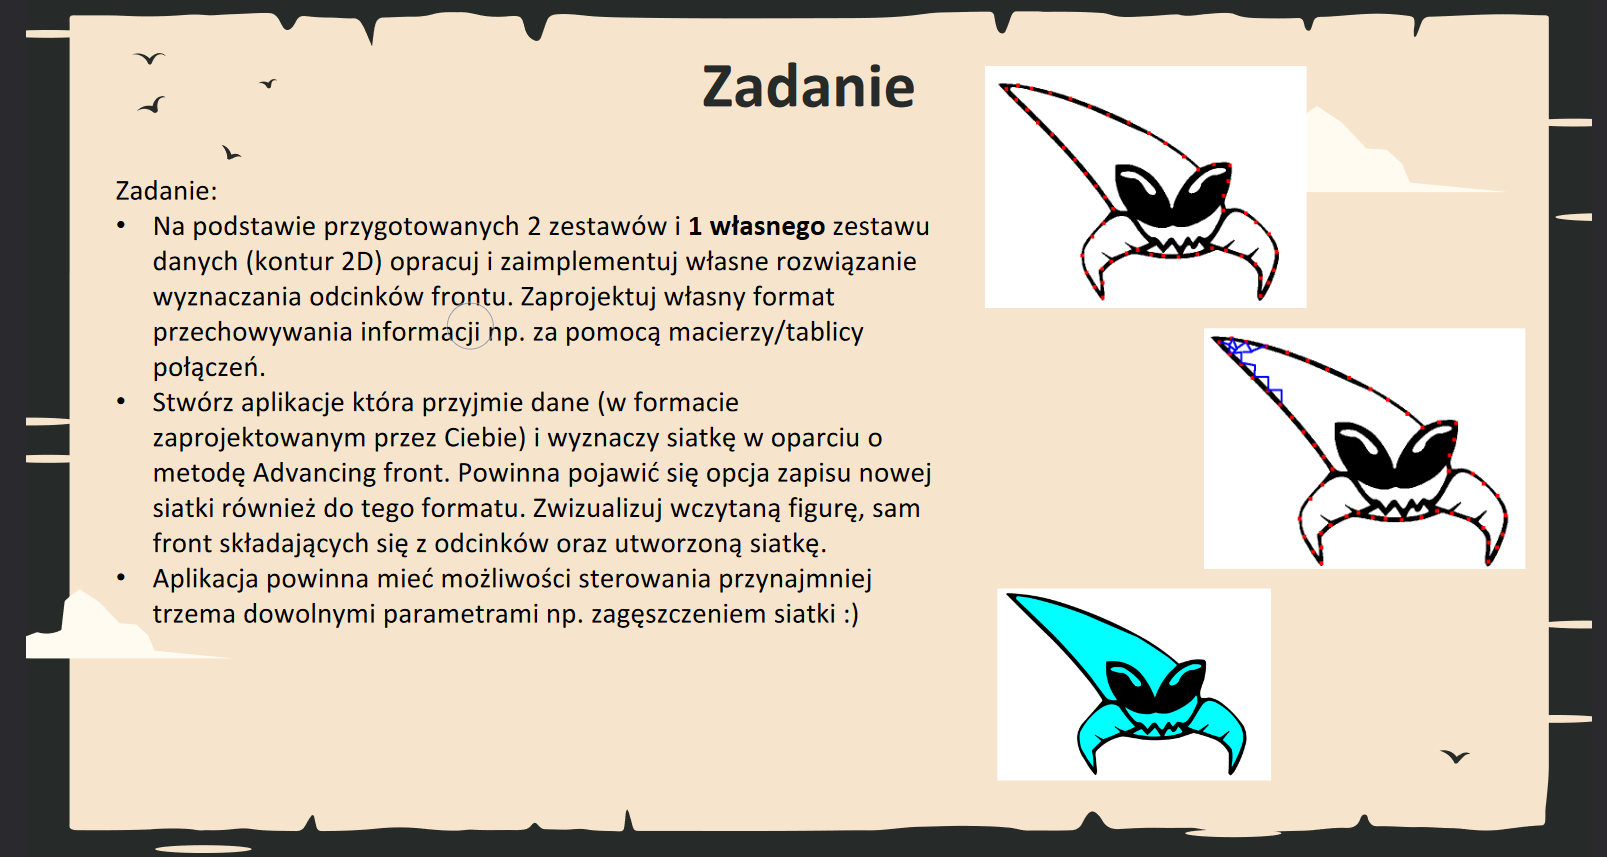 Zadanie
Zadanie:
• Na podstawie przygotowanych 2 zestawów i 1 własnego zestawu
danych (kontur 2D) opracuj i zaimplementuj własne rozwiązanie
wyznaczania odcinków frontu. Zaprojektuj własny format
przechowywania informacji np. za pomocą macierzy/tablicy
połączeń.
• Stwórz aplikacje która przyjmie dane (w formacie
zaprojektowanym przez Ciebie) i wyznaczy siatkę w oparciu o
metodę Advancing front. Powinna pojawić się opcja zapisu nowej
siatki również do tego formatu. Zwizualizuj wczytaną figurę, sam
front składających się z odcinków oraz utworzoną siatkę.
• Aplikacja powinna mieć możliwości sterowania przynajmniej
trzema dowolnymi parametrami np. zagęszczeniem siatki :)